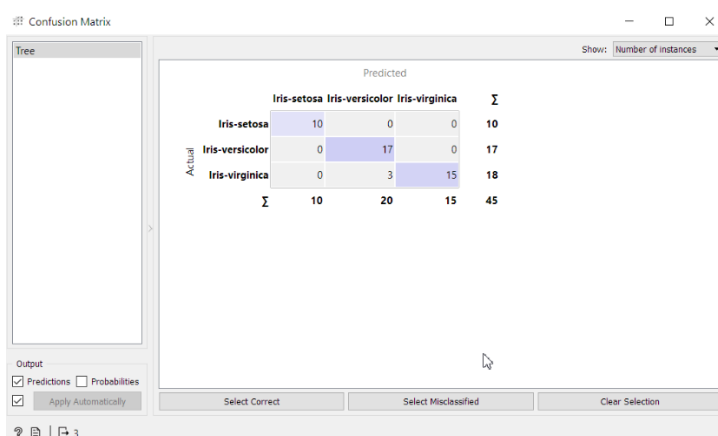 Confusion Matrix
Tree
Show: Number of instances
Predicted
Iris-setosa Iris-versicolor Iris-virginica Σ
Actual
Iris-setosa 10 0 0 10
Iris-versicolor 0 17 0 17
Iris-virginica 0 3 15 18
Σ 10 20 15 45
>
Output
Predictions Probabilities
Apply Automatically
Select Correct Select Misclassified Clear Selection
? 3